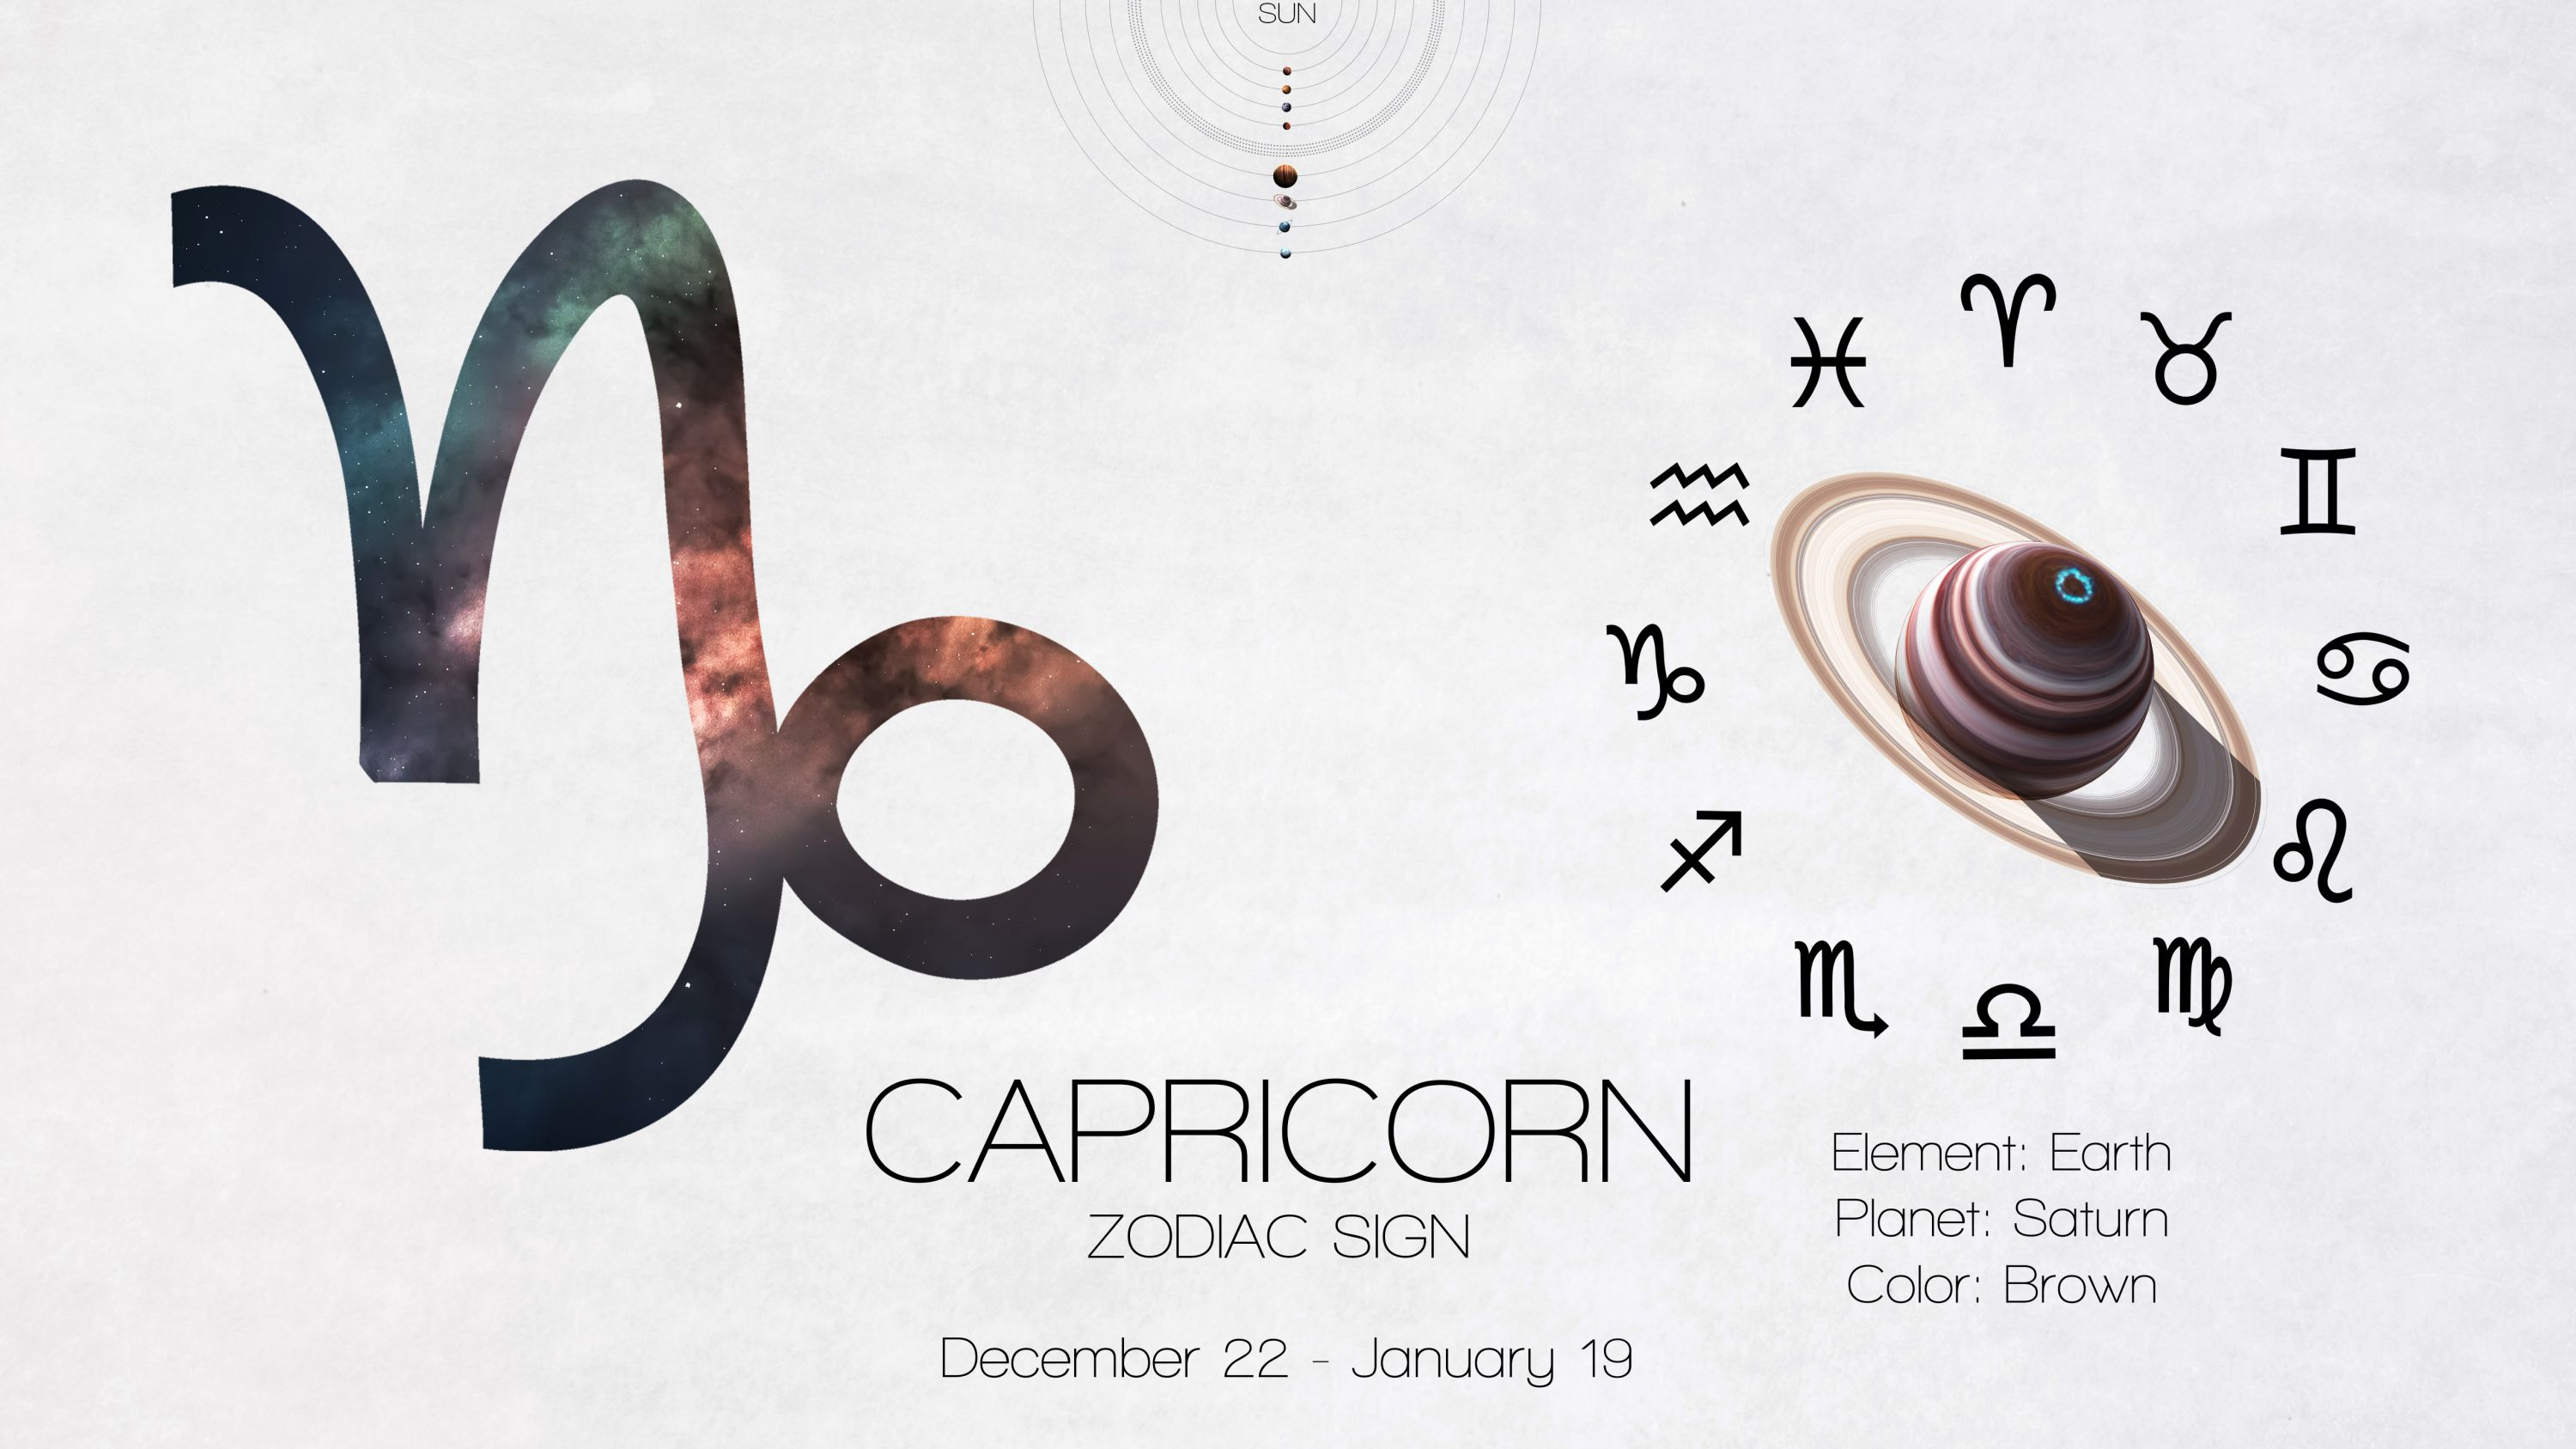 SUN
CAPRICORN
ZODIAC SIGN
December 22 - January 19
Element: Earth
Planet: Saturn
Color: Brown